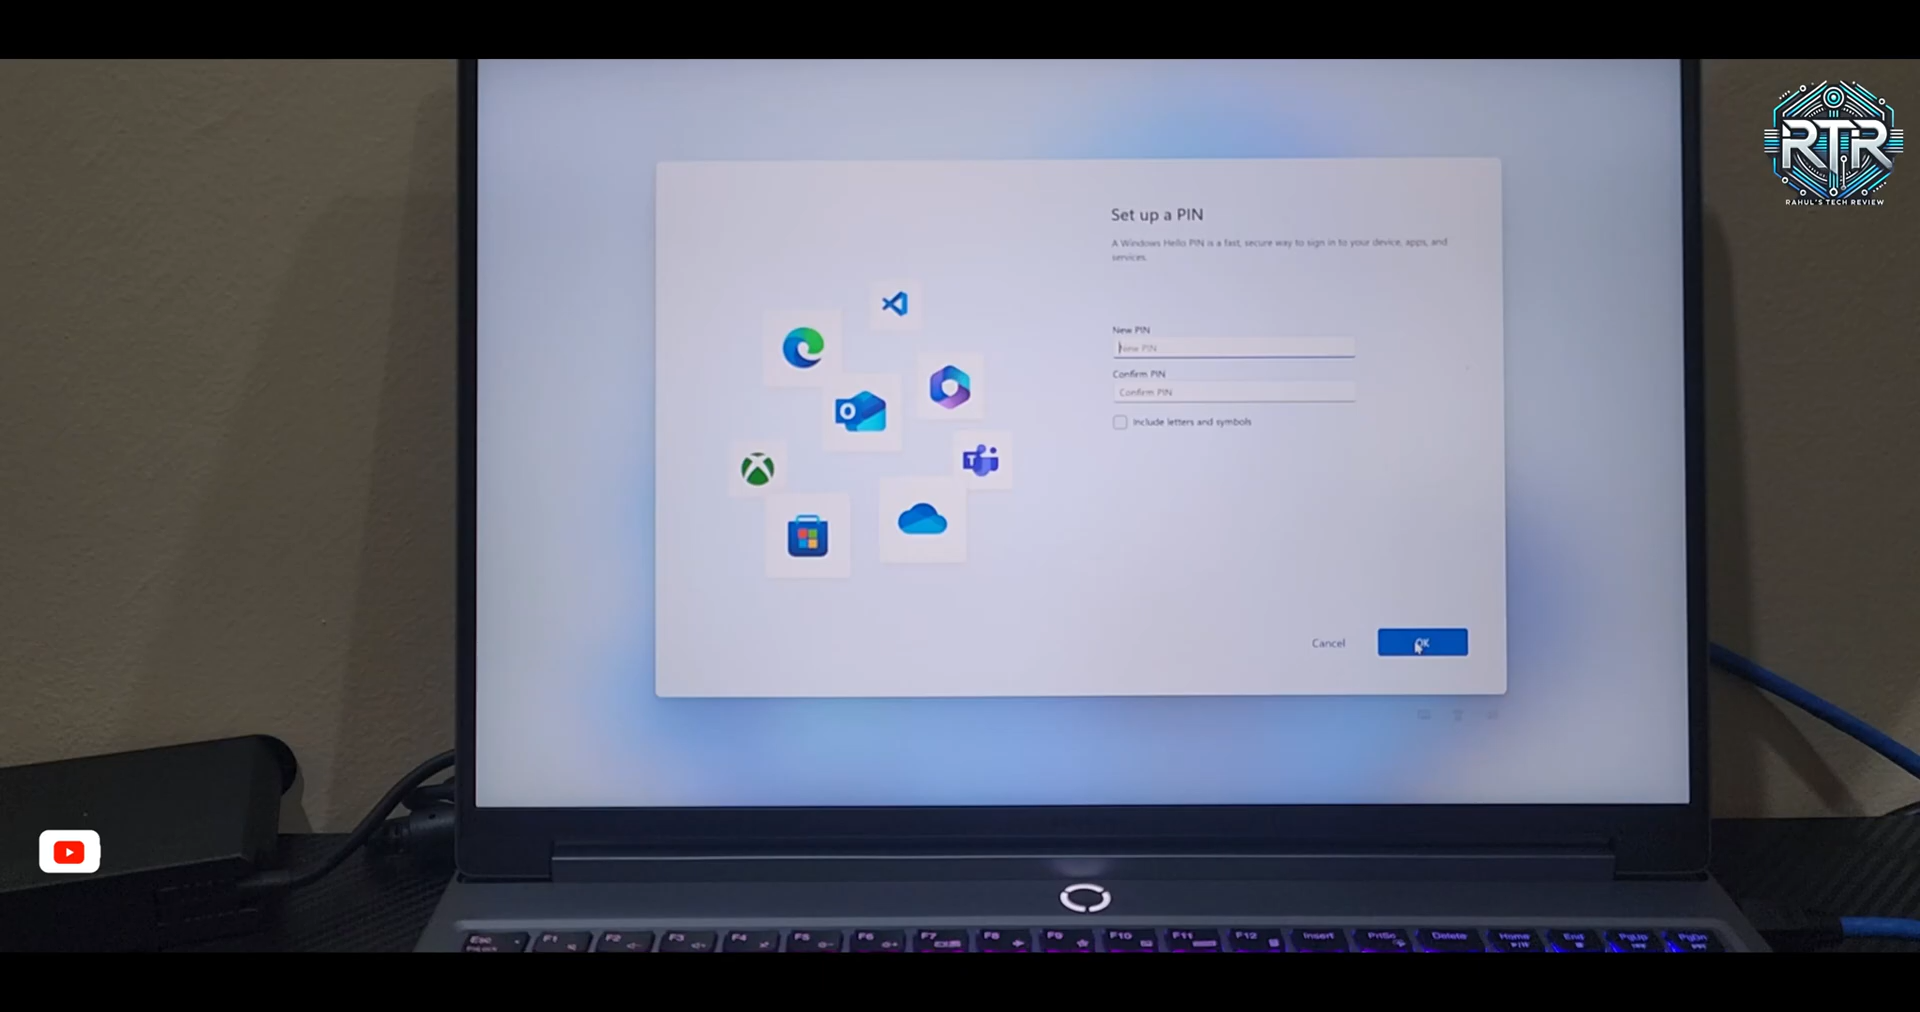 RTR
RAHUL'S TECH REVIEW
Set up a PIN
A Windows Hello PIN is a fast, secure way to sign in to your device, apps, and
services.
New PIN
New PIN
Confirm PIN
Confirm PIN
Include letters and symbols
Cancel
OK
Esc F1 F2 F3 F4 F5 F6 F7 F8 F9 F10 F11 F12 Insert PrtSc Delete Home End PgUp PgDn